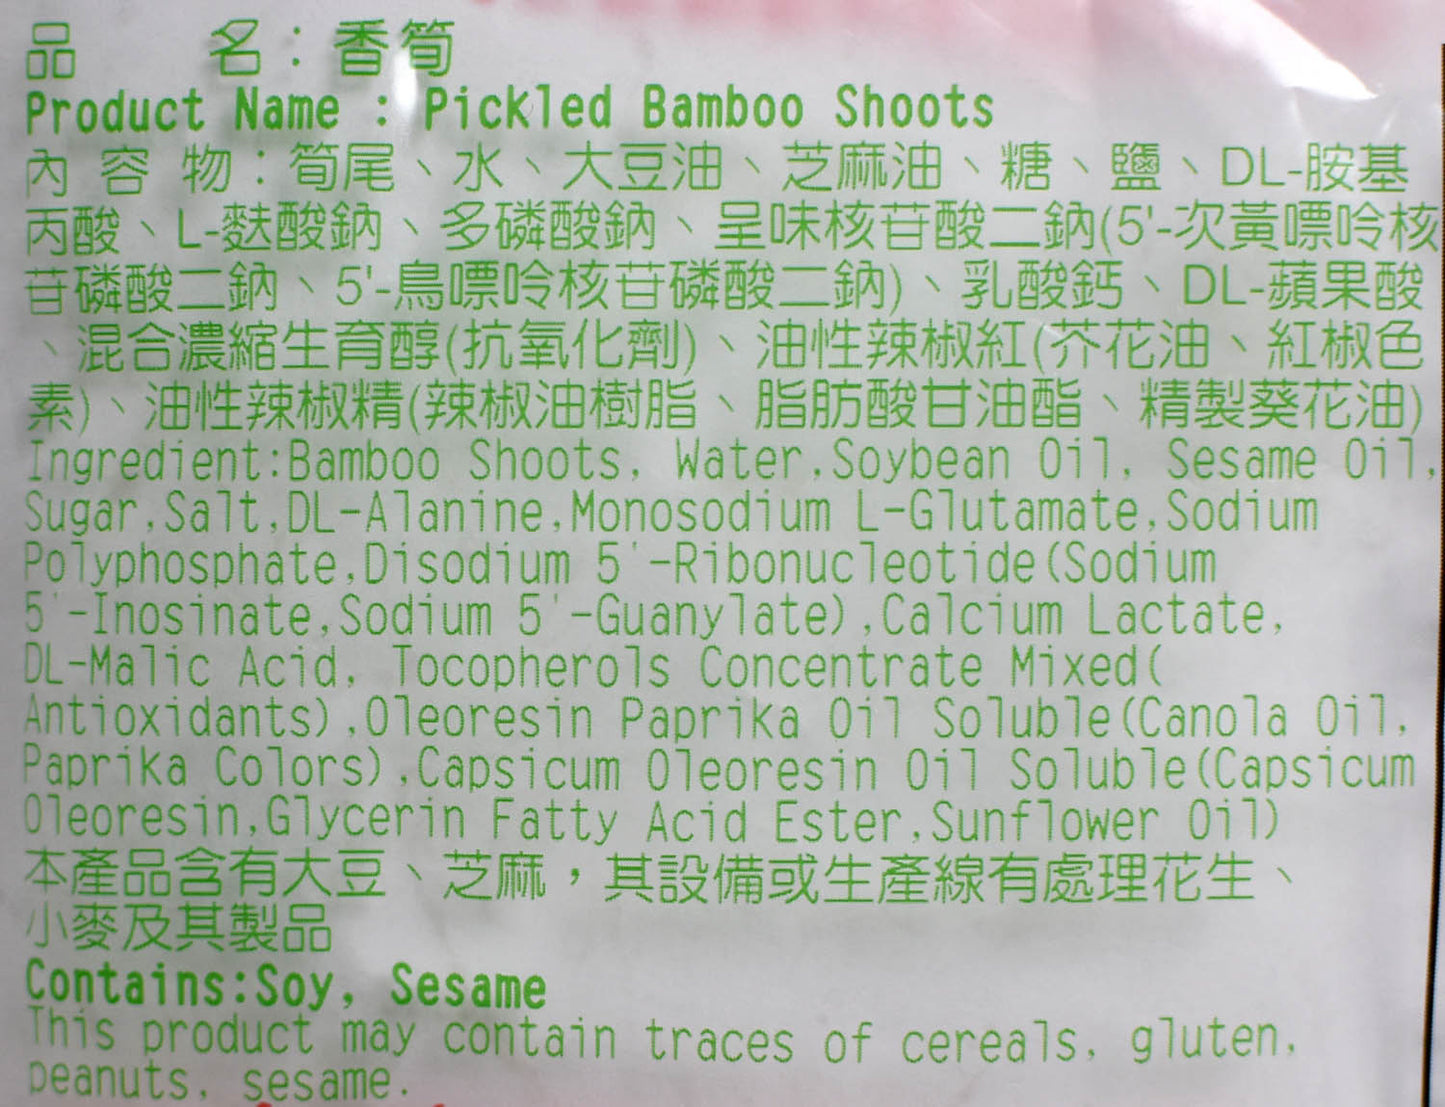 品　　名：香筍
Product Name : Pickled Bamboo Shoots
內 容 物：筍尾、水、大豆油、芝麻油、糖、鹽、DL-胺基
丙酸、L-麩酸鈉、多磷酸鈉、呈味核苷酸二鈉(5'-次黃嘌呤核
苷磷酸二鈉、5'-鳥嘌呤核苷磷酸二鈉)、乳酸鈣、DL-蘋果酸
、混合濃縮生育醇(抗氧化劑)、油性辣椒紅(芥花油、紅椒色
素)、油性辣椒精(辣椒油樹脂、脂肪酸甘油酯、精製葵花油)
Ingredient:Bamboo Shoots, Water,Soybean Oil, Sesame Oil,
Sugar,Salt,DL-Alanine,Monosodium L-Glutamate,Sodium
Polyphosphate,Disodium 5'-Ribonucleotide(Sodium
5'-Inosinate,Sodium 5'-Guanylate),Calcium Lactate,
DL-Malic Acid, Tocopherols Concentrate Mixed(
Antioxidants),Oleoresin Paprika Oil Soluble(Canola Oil,
Paprika Colors),Capsicum Oleoresin Oil Soluble(Capsicum
Oleoresin,Glycerin Fatty Acid Ester,Sunflower Oil)
本產品含有大豆、芝麻，其設備或生產線有處理花生、
小麥及其製品
Contains:Soy, Sesame
This product may contain traces of cereals, gluten,
peanuts, sesame.